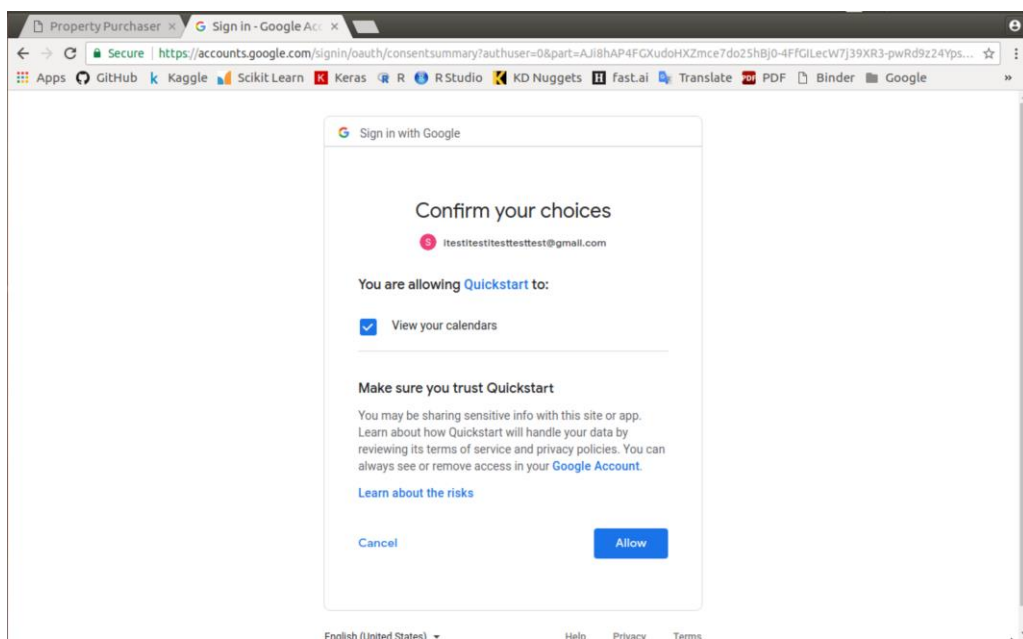 Property Purchaser
Sign in - Google Acc
Secure https://accounts.google.com/signin/oauth/consentsummary?authuser=0&part=AJi8hAP4FGXudoHXZmce7do2ShBj0-4FfGILecW7j39XR3-pwRd9z24Yps...
Apps GitHub Kaggle Scikit Learn Keras R RStudio KD Nuggets fast.ai Translate PDF Binder Google »
G Sign in with Google
Confirm your choices
S itestitestitesttesttest@gmail.com
You are allowing Quickstart to:
View your calendars
Make sure you trust Quickstart
You may be sharing sensitive info with this site or app.
Learn about how Quickstart will handle your data by
reviewing its terms of service and privacy policies. You can
always see or remove access in your Google Account.
Learn about the risks
Cancel Allow
English (United States) Help Privacy Terms